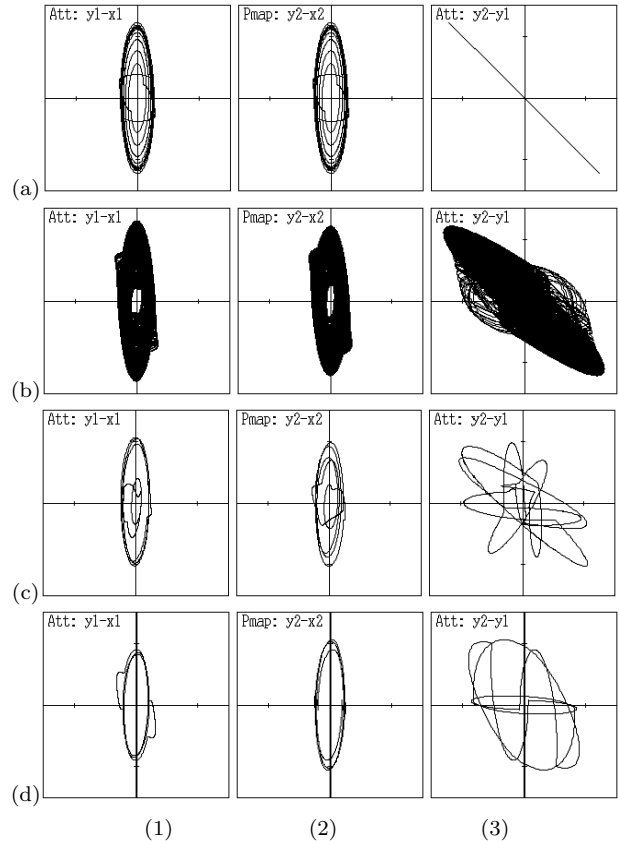 Att: y1-x1
Pmap: y2-x2
Att: y2-y1
(a)
Att: y1-x1
Pmap: y2-x2
Att: y2-y1
(b)
Att: y1-x1
Pmap: y2-x2
Att: y2-y1
(c)
Att: y1-x1
Pmap: y2-x2
Att: y2-y1
(d)
(1)
(2)
(3)